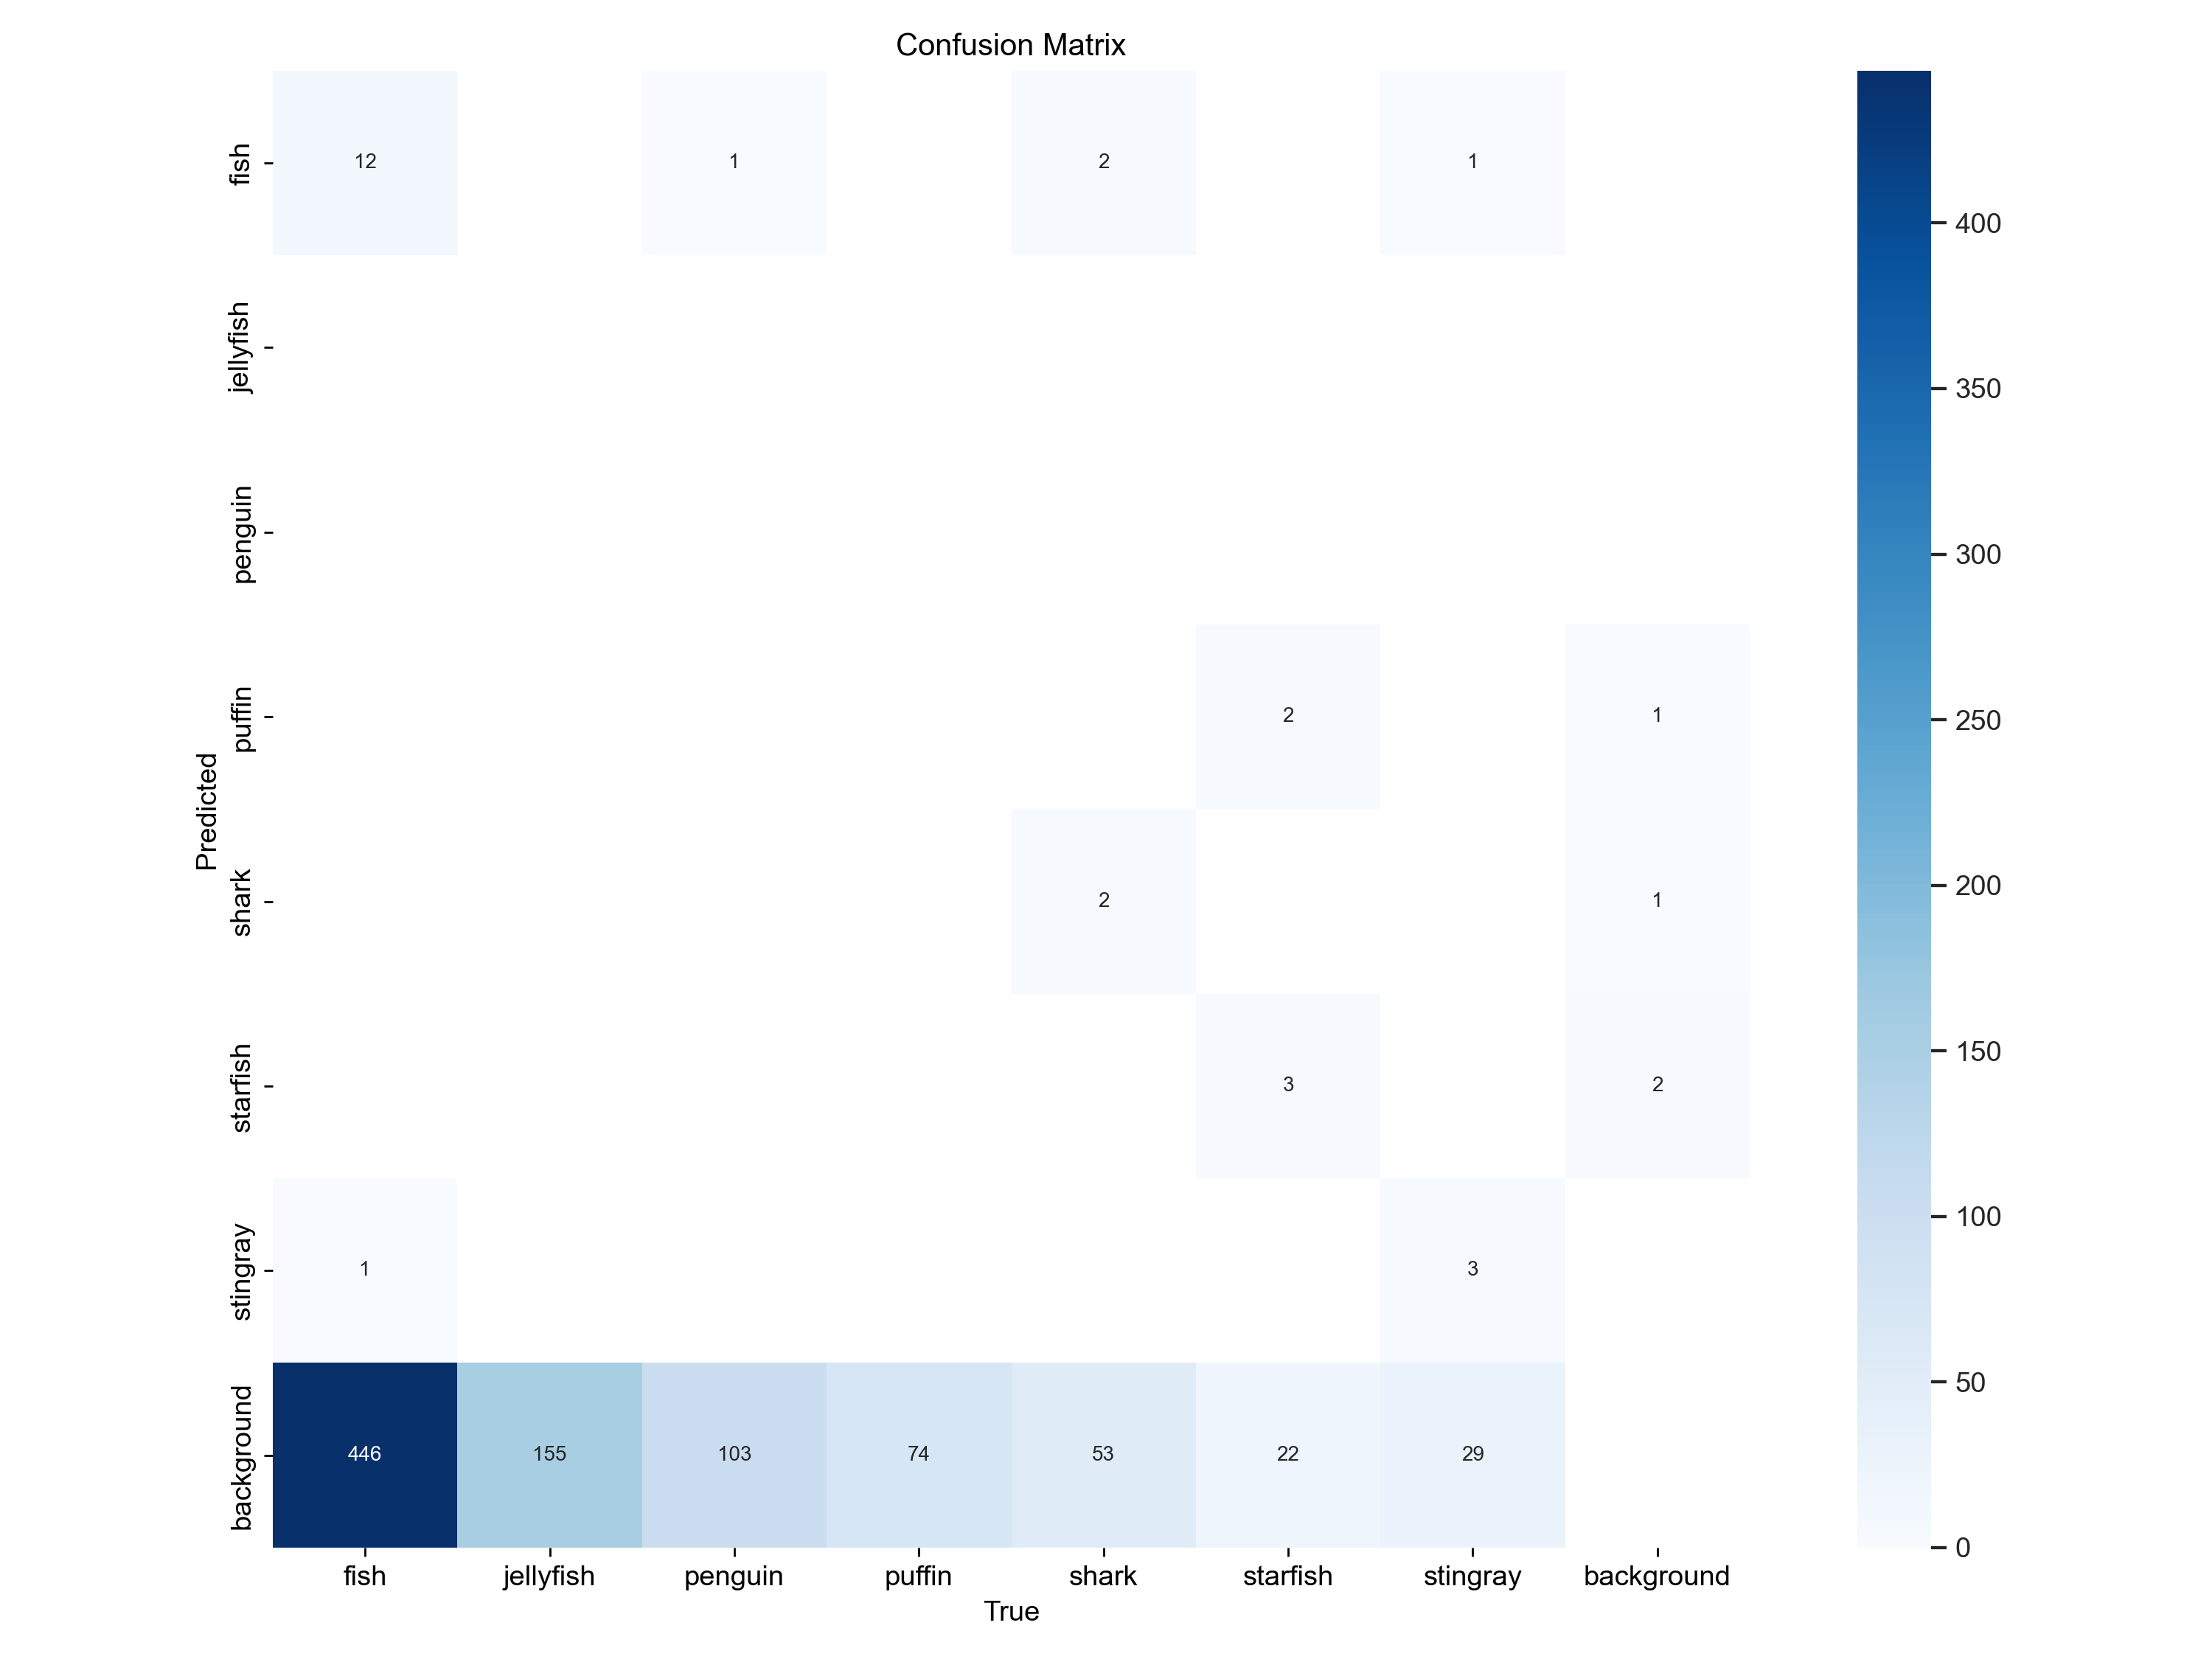 Confusion Matrix
fish
12
1
2
1
jellyfish
penguin
puffin
2
1
Predicted
shark
2
1
starfish
3
2
stingray
1
3
background
446
155
103
74
53
22
29
fish
jellyfish
penguin
puffin
shark
starfish
stingray
background
True
400
350
300
250
200
150
100
50
0